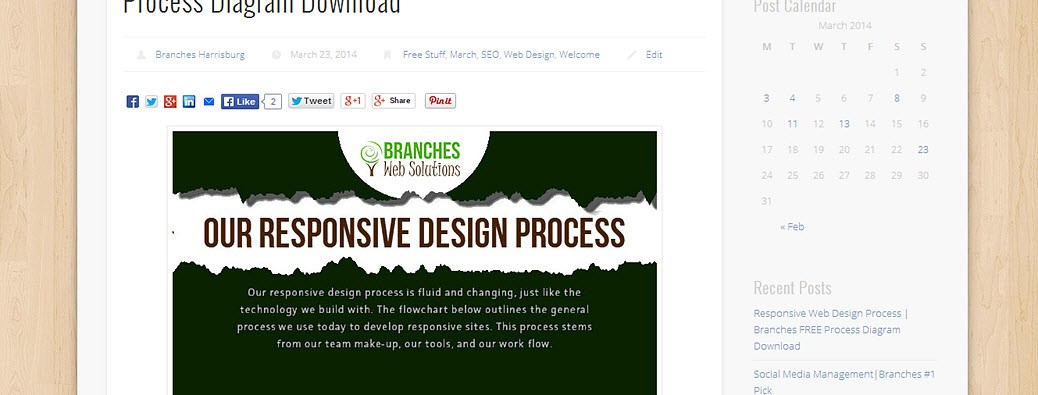 Process Diagram Download
Branches Harrisburg March 23, 2014 Free Stuff, March, SEO, Web Design, Welcome Edit
Like 2 Tweet +1 Share Pin it
BRANCHES
Web Solutions
OUR RESPONSIVE DESIGN PROCESS
Our responsive design process is fluid and changing, just like the
technology we build with. The flowchart below outlines the general
process we use today to develop responsive sites. This process stems
from our team make-up, our tools, and our work flow.
Post Calendar
March 2014
M T W T F S S
1 2
3 4 5 6 7 8 9
10 11 12 13 14 15 16
17 18 19 20 21 22 23
24 25 26 27 28 29 30
31
« Feb
Recent Posts
Responsive Web Design Process |
Branches FREE Process Diagram
Download
Social Media Management|Branches #1
Pick